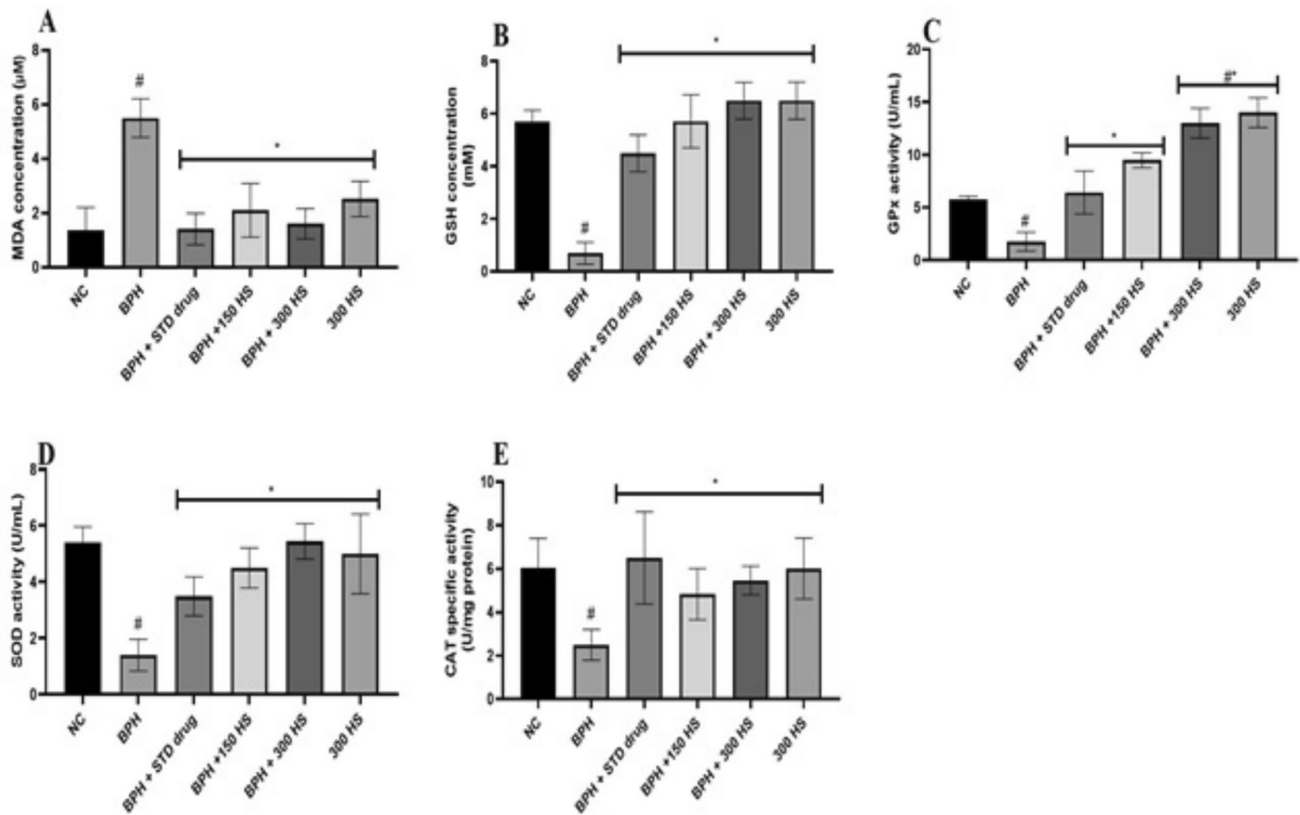 A
MDA concentration (µM)
8
6
4
2
0
#
*
NC
BPH
BPH + STD drug
BPH +150 HS
BPH + 300 HS
300 HS
B
GSH concentration
(mM)
8
6
4
2
0
#
*
NC
BPH
BPH + STD drug
BPH +150 HS
BPH + 300 HS
300 HS
C
GPx activity (U/mL)
20
15
10
5
0
#
*
#*
NC
BPH
BPH + STD drug
BPH +150 HS
BPH + 300 HS
300 HS
D
SOD activity (U/mL)
8
6
4
2
0
#
*
NC
BPH
BPH + STD drug
BPH +150 HS
BPH + 300 HS
300 HS
E
CAT specific activity
(U/mg protein)
10
8
6
4
2
0
#
*
NC
BPH
BPH + STD drug
BPH +150 HS
BPH + 300 HS
300 HS